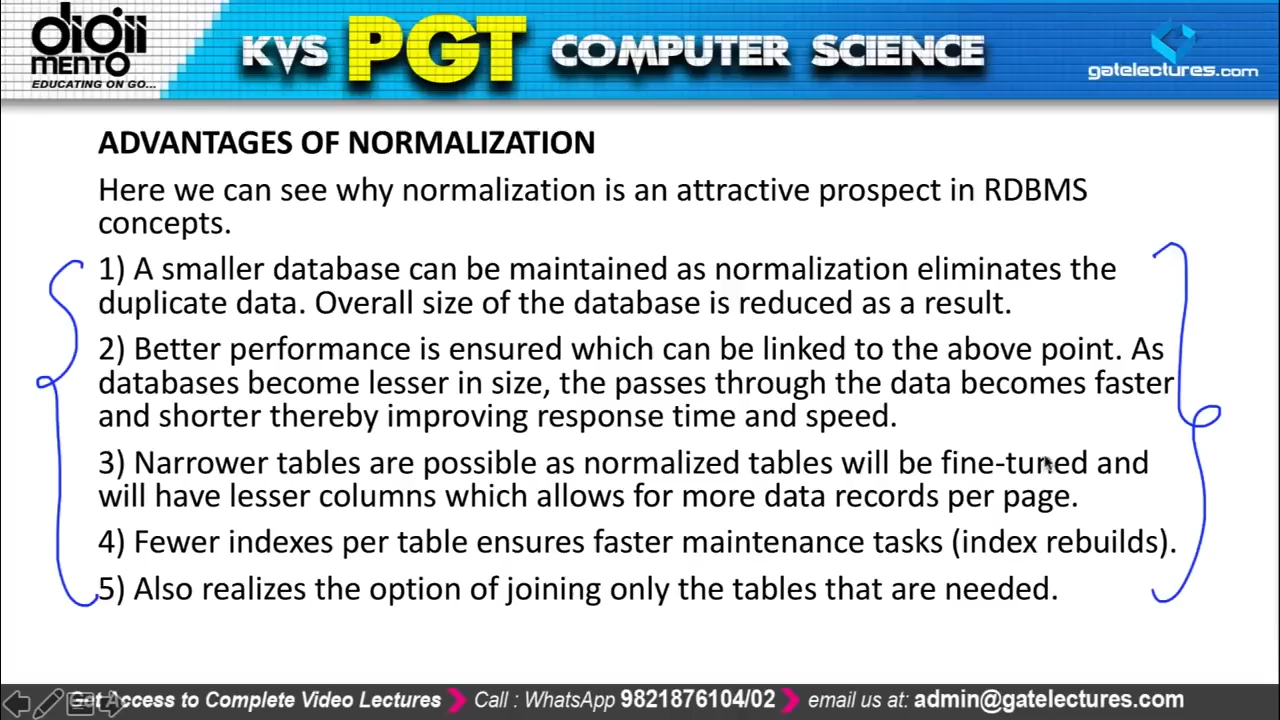 digii
MENTO
EDUCATING ON GO...
KVS PGT COMPUTER SCIENCE
gatelectures.com
ADVANTAGES OF NORMALIZATION
Here we can see why normalization is an attractive prospect in RDBMS
concepts.
1) A smaller database can be maintained as normalization eliminates the
duplicate data. Overall size of the database is reduced as a result.
2) Better performance is ensured which can be linked to the above point. As
databases become lesser in size, the passes through the data becomes faster
and shorter thereby improving response time and speed.
3) Narrower tables are possible as normalized tables will be fine-tuned and
will have lesser columns which allows for more data records per page.
4) Fewer indexes per table ensures faster maintenance tasks (index rebuilds).
5) Also realizes the option of joining only the tables that are needed.
Get Access to Complete Video Lectures Call : WhatsApp 9821876104/02 email us at: admin@gatelectures.com